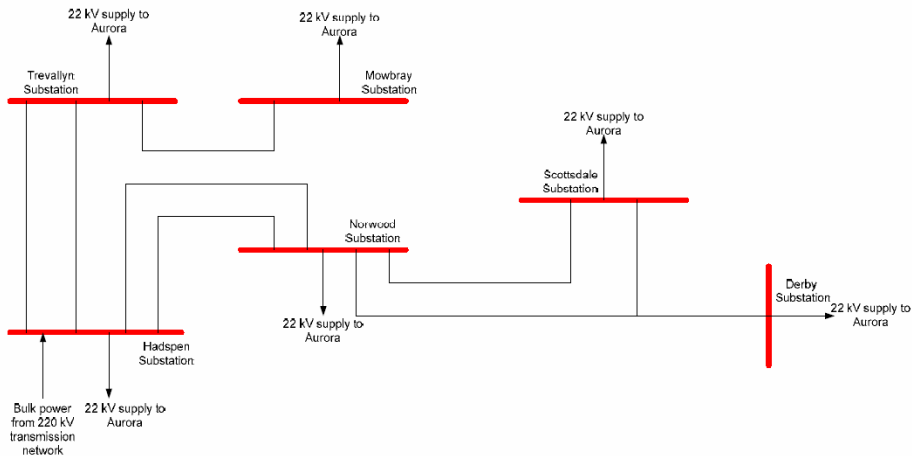 22 kV supply to
Aurora
22 kV supply to
Aurora
Trevallyn
Substation
Mowbray
Substation
22 kV supply to
Aurora
Scottsdale
Substation
Norwood
Substation
Derby
Substation
22 kV supply to
Aurora
22 kV supply to
Aurora
Hadspen
Substation
Bulk power
from 220 kV
transmission
network
22 kV supply to
Aurora